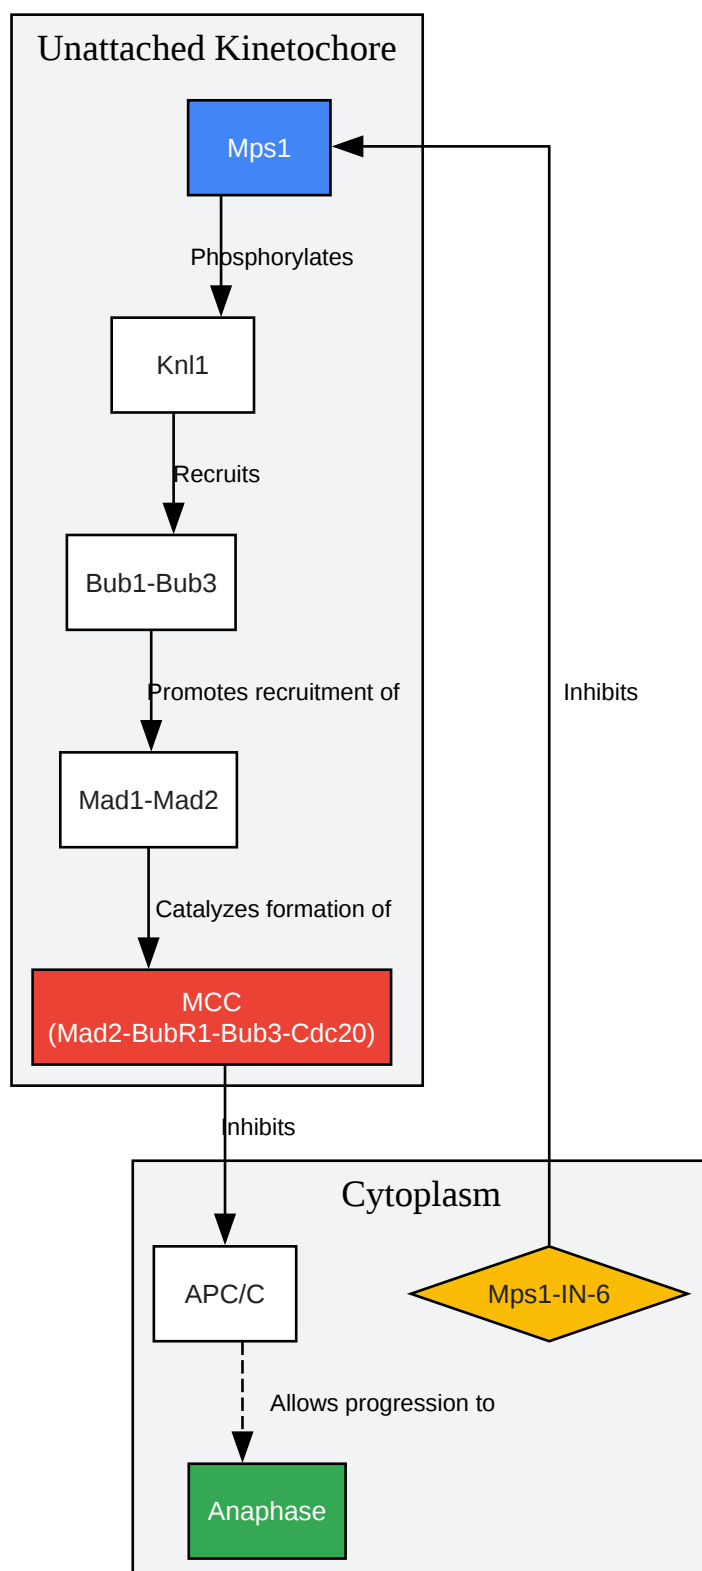 Unattached Kinetochore
Mps1
Phosphorylates
Knl1
Recruits
Bub1-Bub3
Promotes recruitment of
Inhibits
Mad1-Mad2
Catalyzes formation of
MCC
(Mad2-BubR1-Bub3-Cdc20)
Inhibits
Cytoplasm
APC/C
Mps1-IN-6
Allows progression to
Anaphase